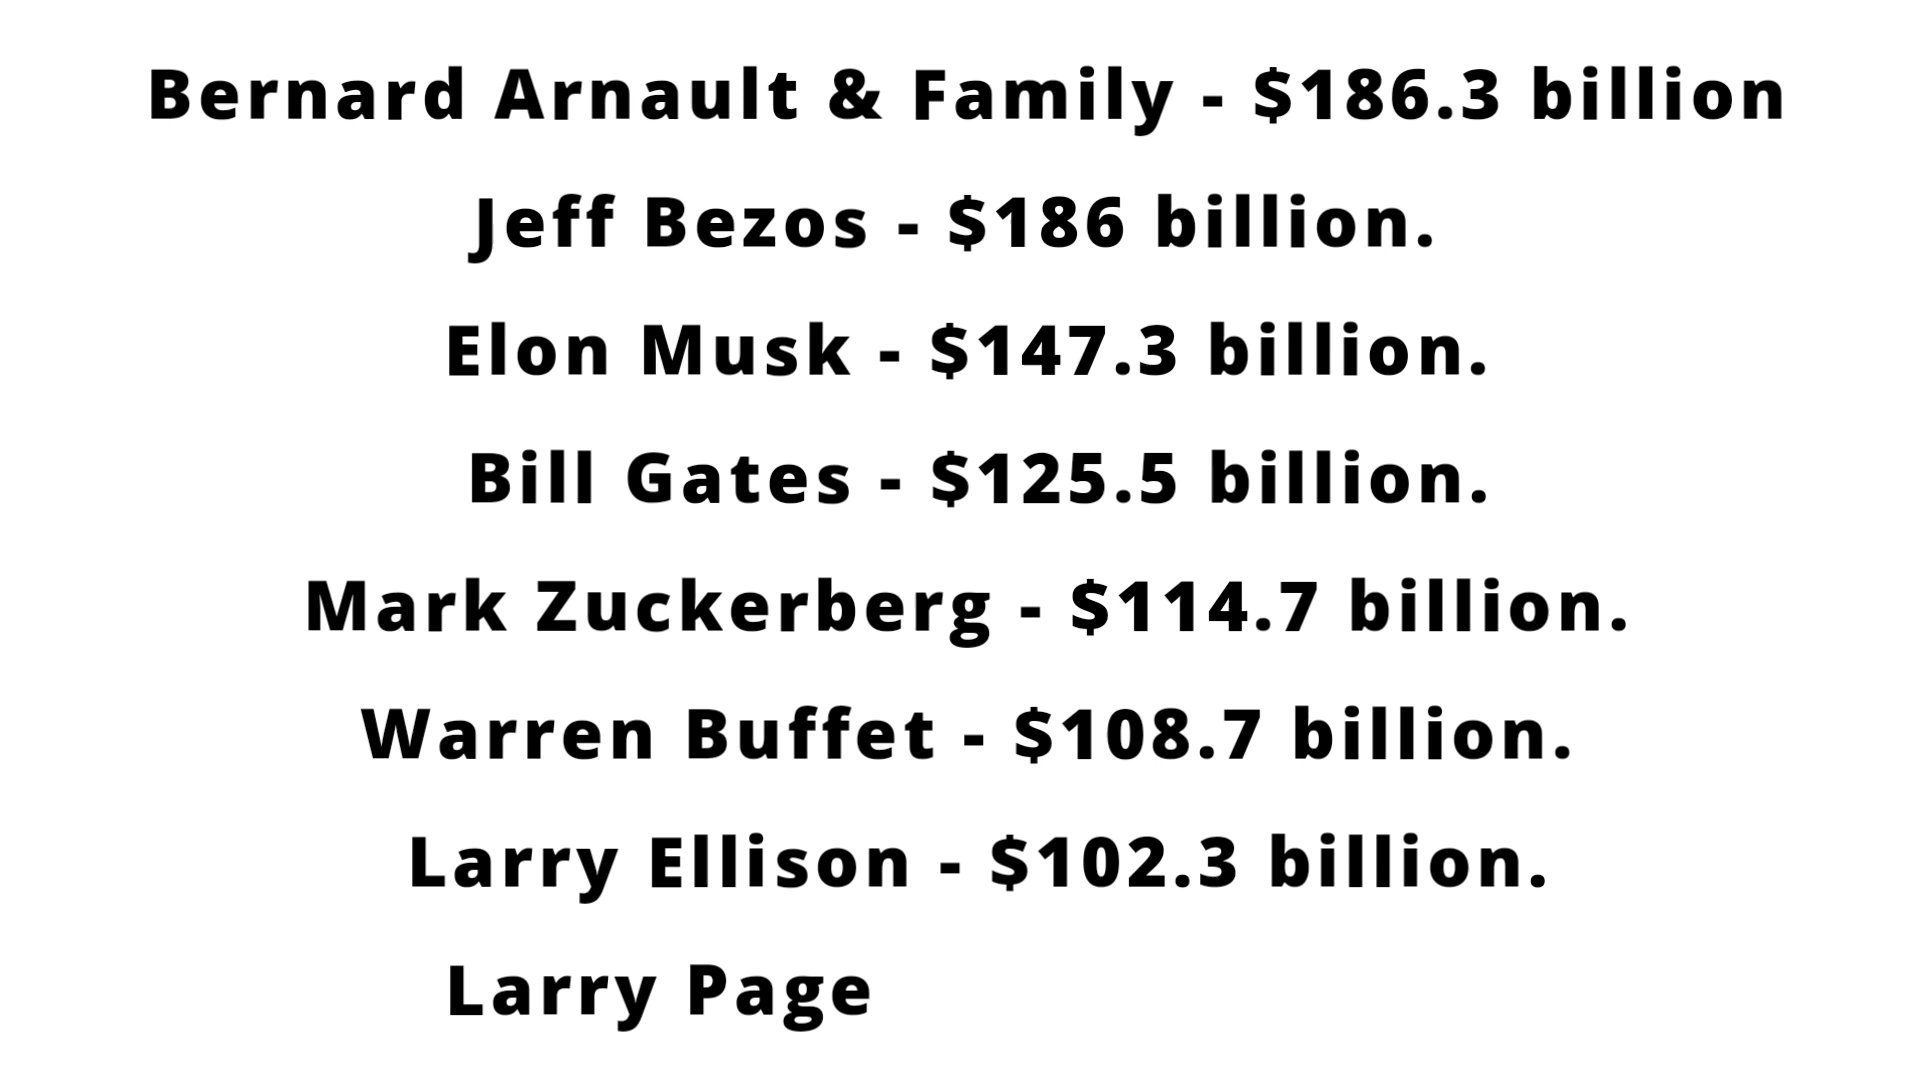 Bernard Arnault & Family - $186.3 billion
Jeff Bezos - $186 billion.
Elon Musk - $147.3 billion.
Bill Gates - $125.5 billion.
Mark Zuckerberg - $114.7 billion.
Warren Buffet - $108.7 billion.
Larry Ellison - $102.3 billion.
Larry Page